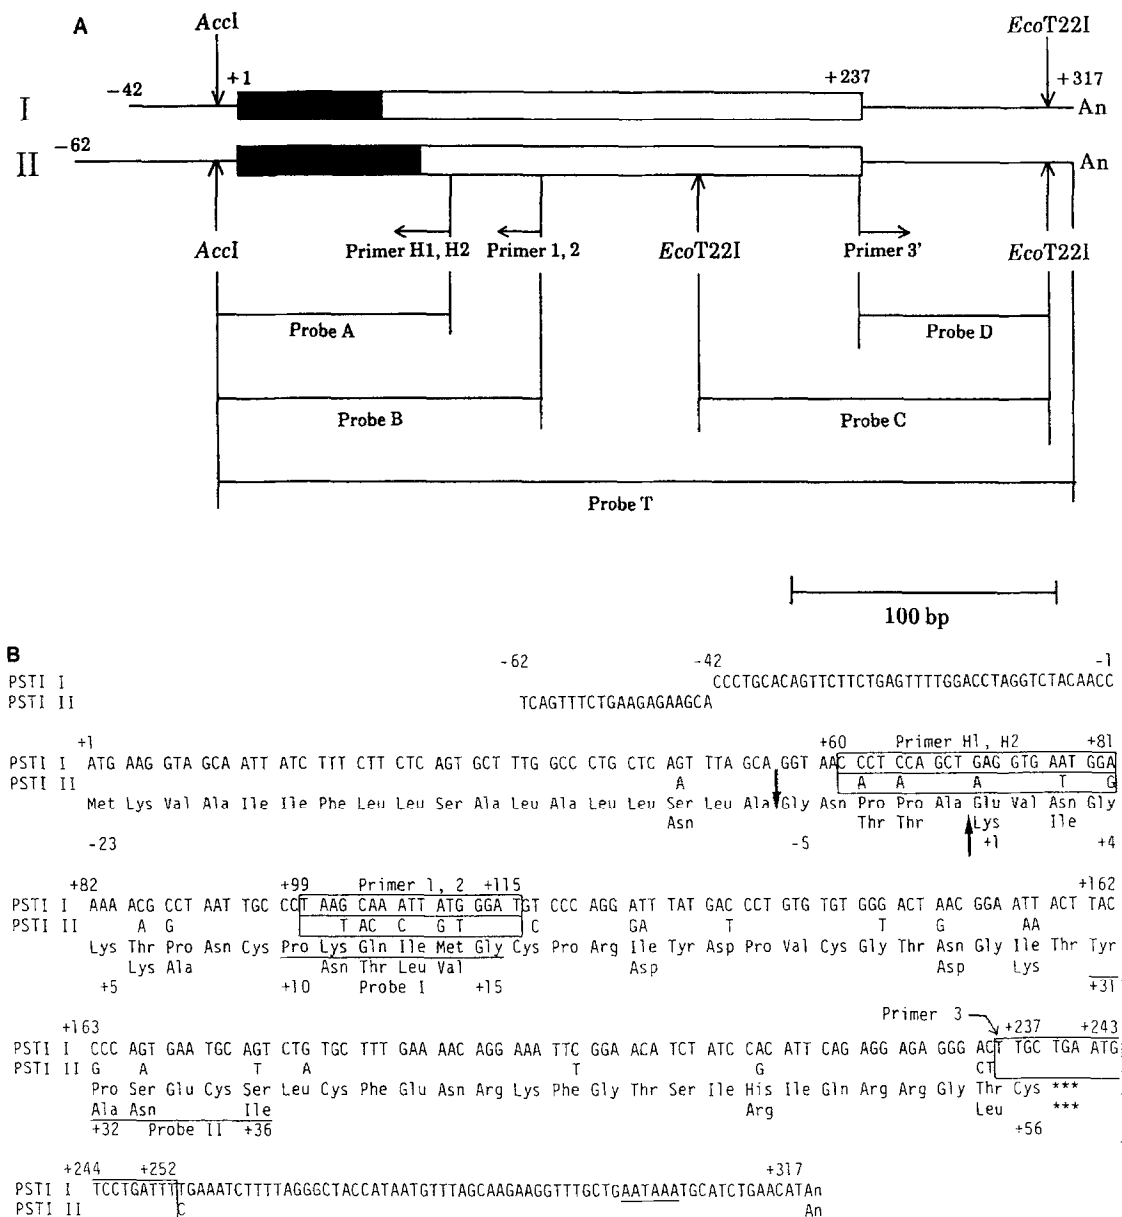 A
AccI
EcoT22I
-42
+1
+237
+317
I
An
-62
II
An
AccI
Primer H1, H2
Primer 1, 2
EcoT22I
Primer 3'
EcoT22I
Probe A
Probe D
Probe B
Probe C
Probe T
100 bp
B
-62 -42 -1
PSTI I CCCTGCACAGTTCTTCTGAGTTTTGGACCTAGGTCTACAACC
PSTI II TCAGTTTCTGAAGAGAAGCA
+1 +60 Primer H1, H2 +81
PSTI I ATG AAG GTA GCA ATT ATC TTT CTT CTC AGT GCT TTG GCC CTG CTC AGT TTA GCA GGT AAC CCT CCA GCT GAG GTG AAT GGA
PSTI II A A A A T G
Met Lys Val Ala Ile Ile Phe Leu Leu Ser Ala Leu Ala Leu Leu Ser Leu Ala Gly Asn Pro Pro Ala Glu Val Asn Gly
Asn Thr Thr Lys Ile
-23 -5 +1 +4
+82 +99 Primer 1, 2 +115 +162
PSTI I AAA ACG CCT AAT TGC CCT AAG CAA ATT ATG GGA TGT CCC AGG ATT TAT GAC CCT GTG TGT GGG ACT AAC GGA ATT ACT TAC
PSTI II A G T AC C G T C GA T T G AA
Lys Thr Pro Asn Cys Pro Lys Gln Ile Met Gly Cys Pro Arg Ile Tyr Asp Pro Val Cys Gly Thr Asn Gly Ile Thr Tyr
Lys Ala Asn Thr Leu Val Asp Asp Lys
+5 +10 Probe I +15 +31
+163 Primer 3 +237 +243
PSTI I CCC AGT GAA TGC AGT CTG TGC TTT GAA AAC AGG AAA TTC GGA ACA TCT ATC CAC ATT CAG AGG AGA GGG ACT TGC TGA ATG
PSTI II G A T A T G CT
Pro Ser Glu Cys Ser Leu Cys Phe Glu Asn Arg Lys Phe Gly Thr Ser Ile His Ile Gln Arg Arg Gly Thr Cys ***
Ala Asn Ile Arg Leu ***
+32 Probe II +36 +56
+244 +252 +317
PSTI I TCCTGATTTTGAAATCTTTTAGGGCTACCATAATGTTTAGCAAGAAGGTTTGCTGAATAAATGCATCTGAACATAn
PSTI II C An